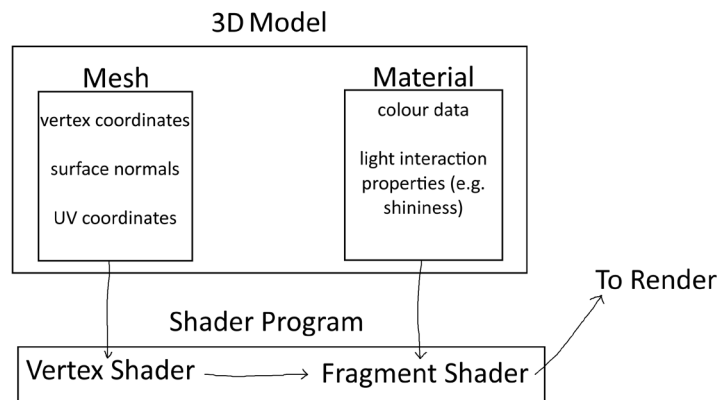 3D Model
Mesh
vertex coordinates
surface normals
UV coordinates
Material
colour data
light interaction
properties (e.g.
shininess)
To Render
Shader Program
Vertex Shader
Fragment Shader